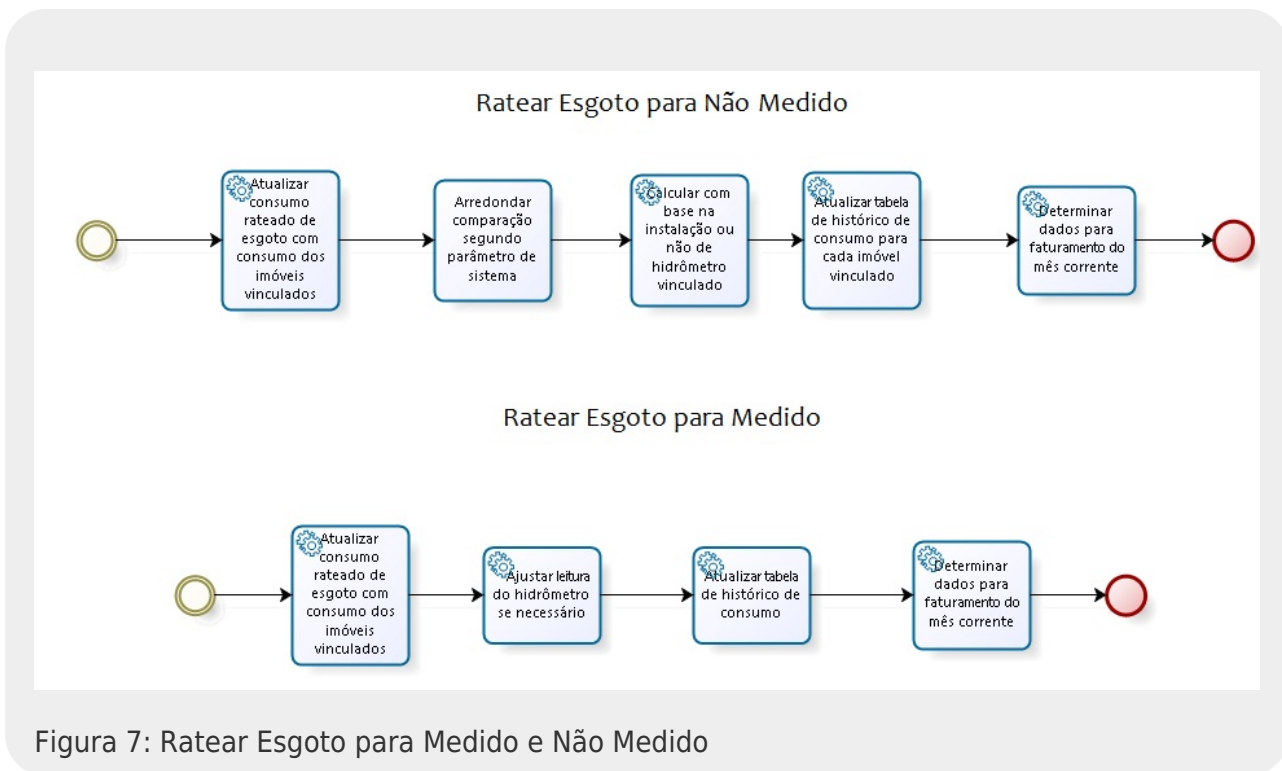 Ratear Esgoto para Não Medido
Atualizar
consumo
rateado de
esgoto com
consumo dos
imóveis
vinculados
Arredondar
comparação
segundo
parâmetro de
sistema
Calcular com
base na
instalação ou
não de
hidrômetro
vinculado
Atualizar tabela
de histórico de
consumo para
cada imóvel
vinculado
Determinar
dados para
faturamento do
mês corrente
Ratear Esgoto para Medido
Atualizar
consumo
rateado de
esgoto com
consumo dos
imóveis
vinculados
Ajustar leitura
do hidrômetro
se necessário
Atualizar tabela
de histórico de
consumo
Determinar
dados para
faturamento do
mês corrente
Figura 7: Ratear Esgoto para Medido e Não Medido